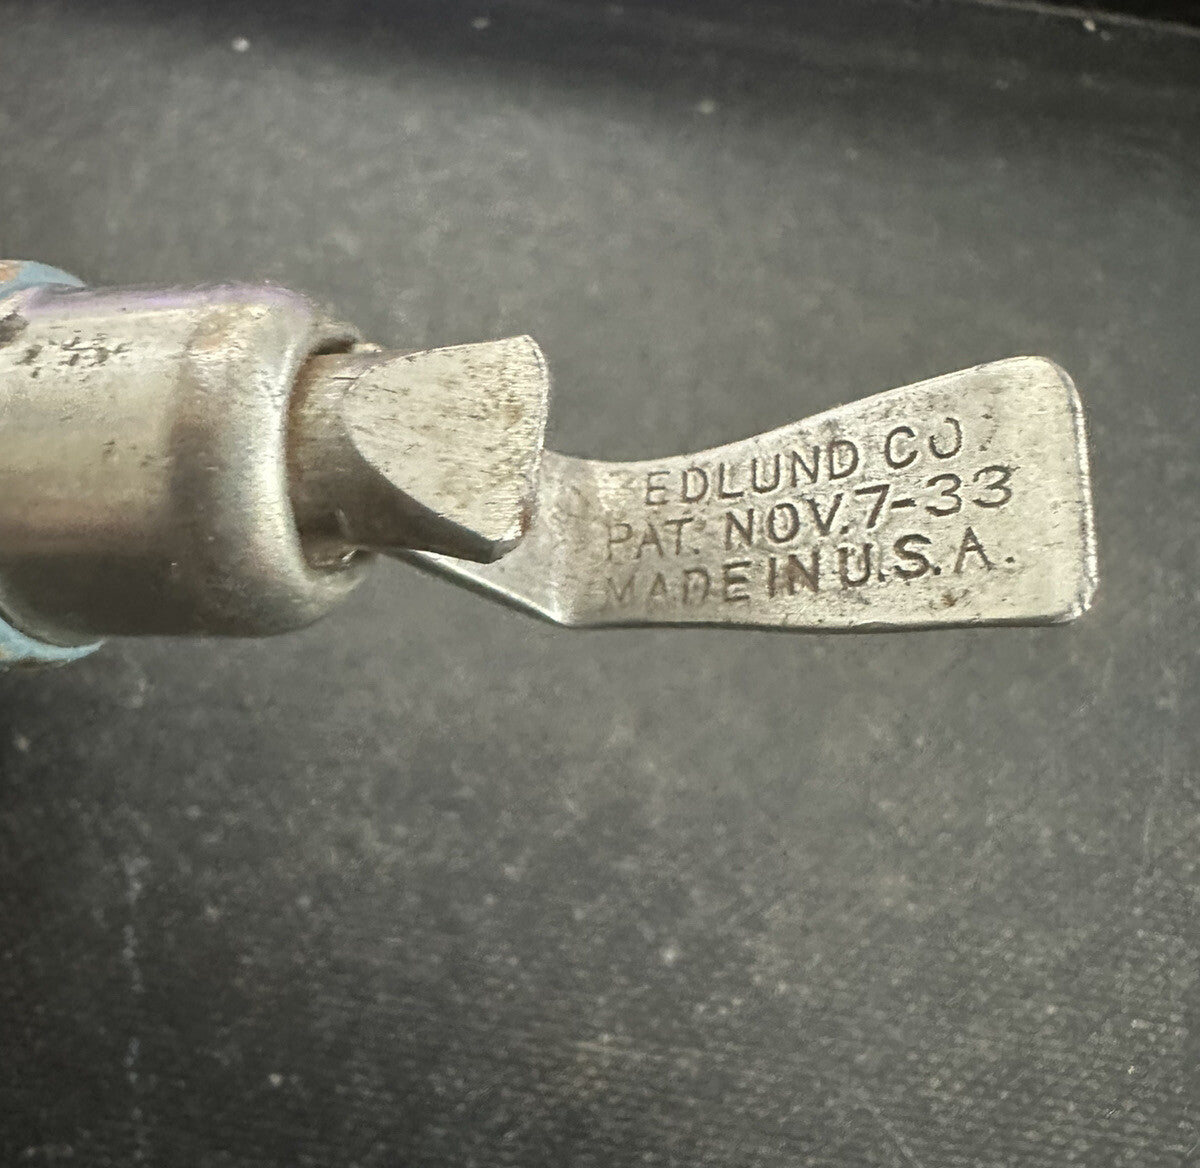 EDLUND CO.
PAT. NOV. 7-33
MADE IN U.S.A.